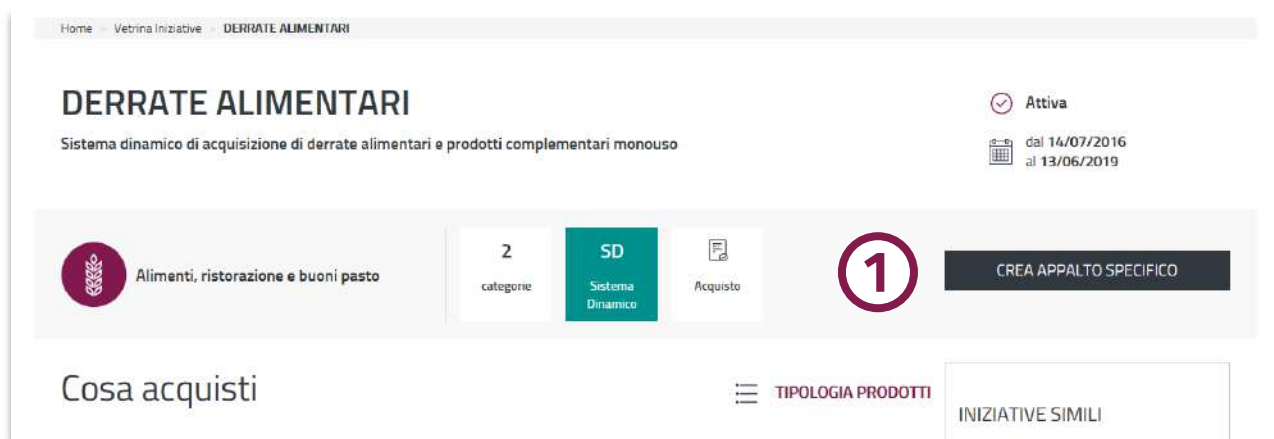 Home Vetrina Iniziative DERRATE ALIMENTARI
DERRATE ALIMENTARI
Sistema dinamico di acquisizione di derrate alimentari e prodotti complementari monouso
Attiva
dal 14/07/2016
al 13/06/2019
Alimenti, ristorazione e buoni pasto
2
categorie
SD
Sistema
Dinamico
Acquisto
1
CREA APPALTO SPECIFICO
Cosa acquisti
TIPOLOGIA PRODOTTI
INIZIATIVE SIMILI